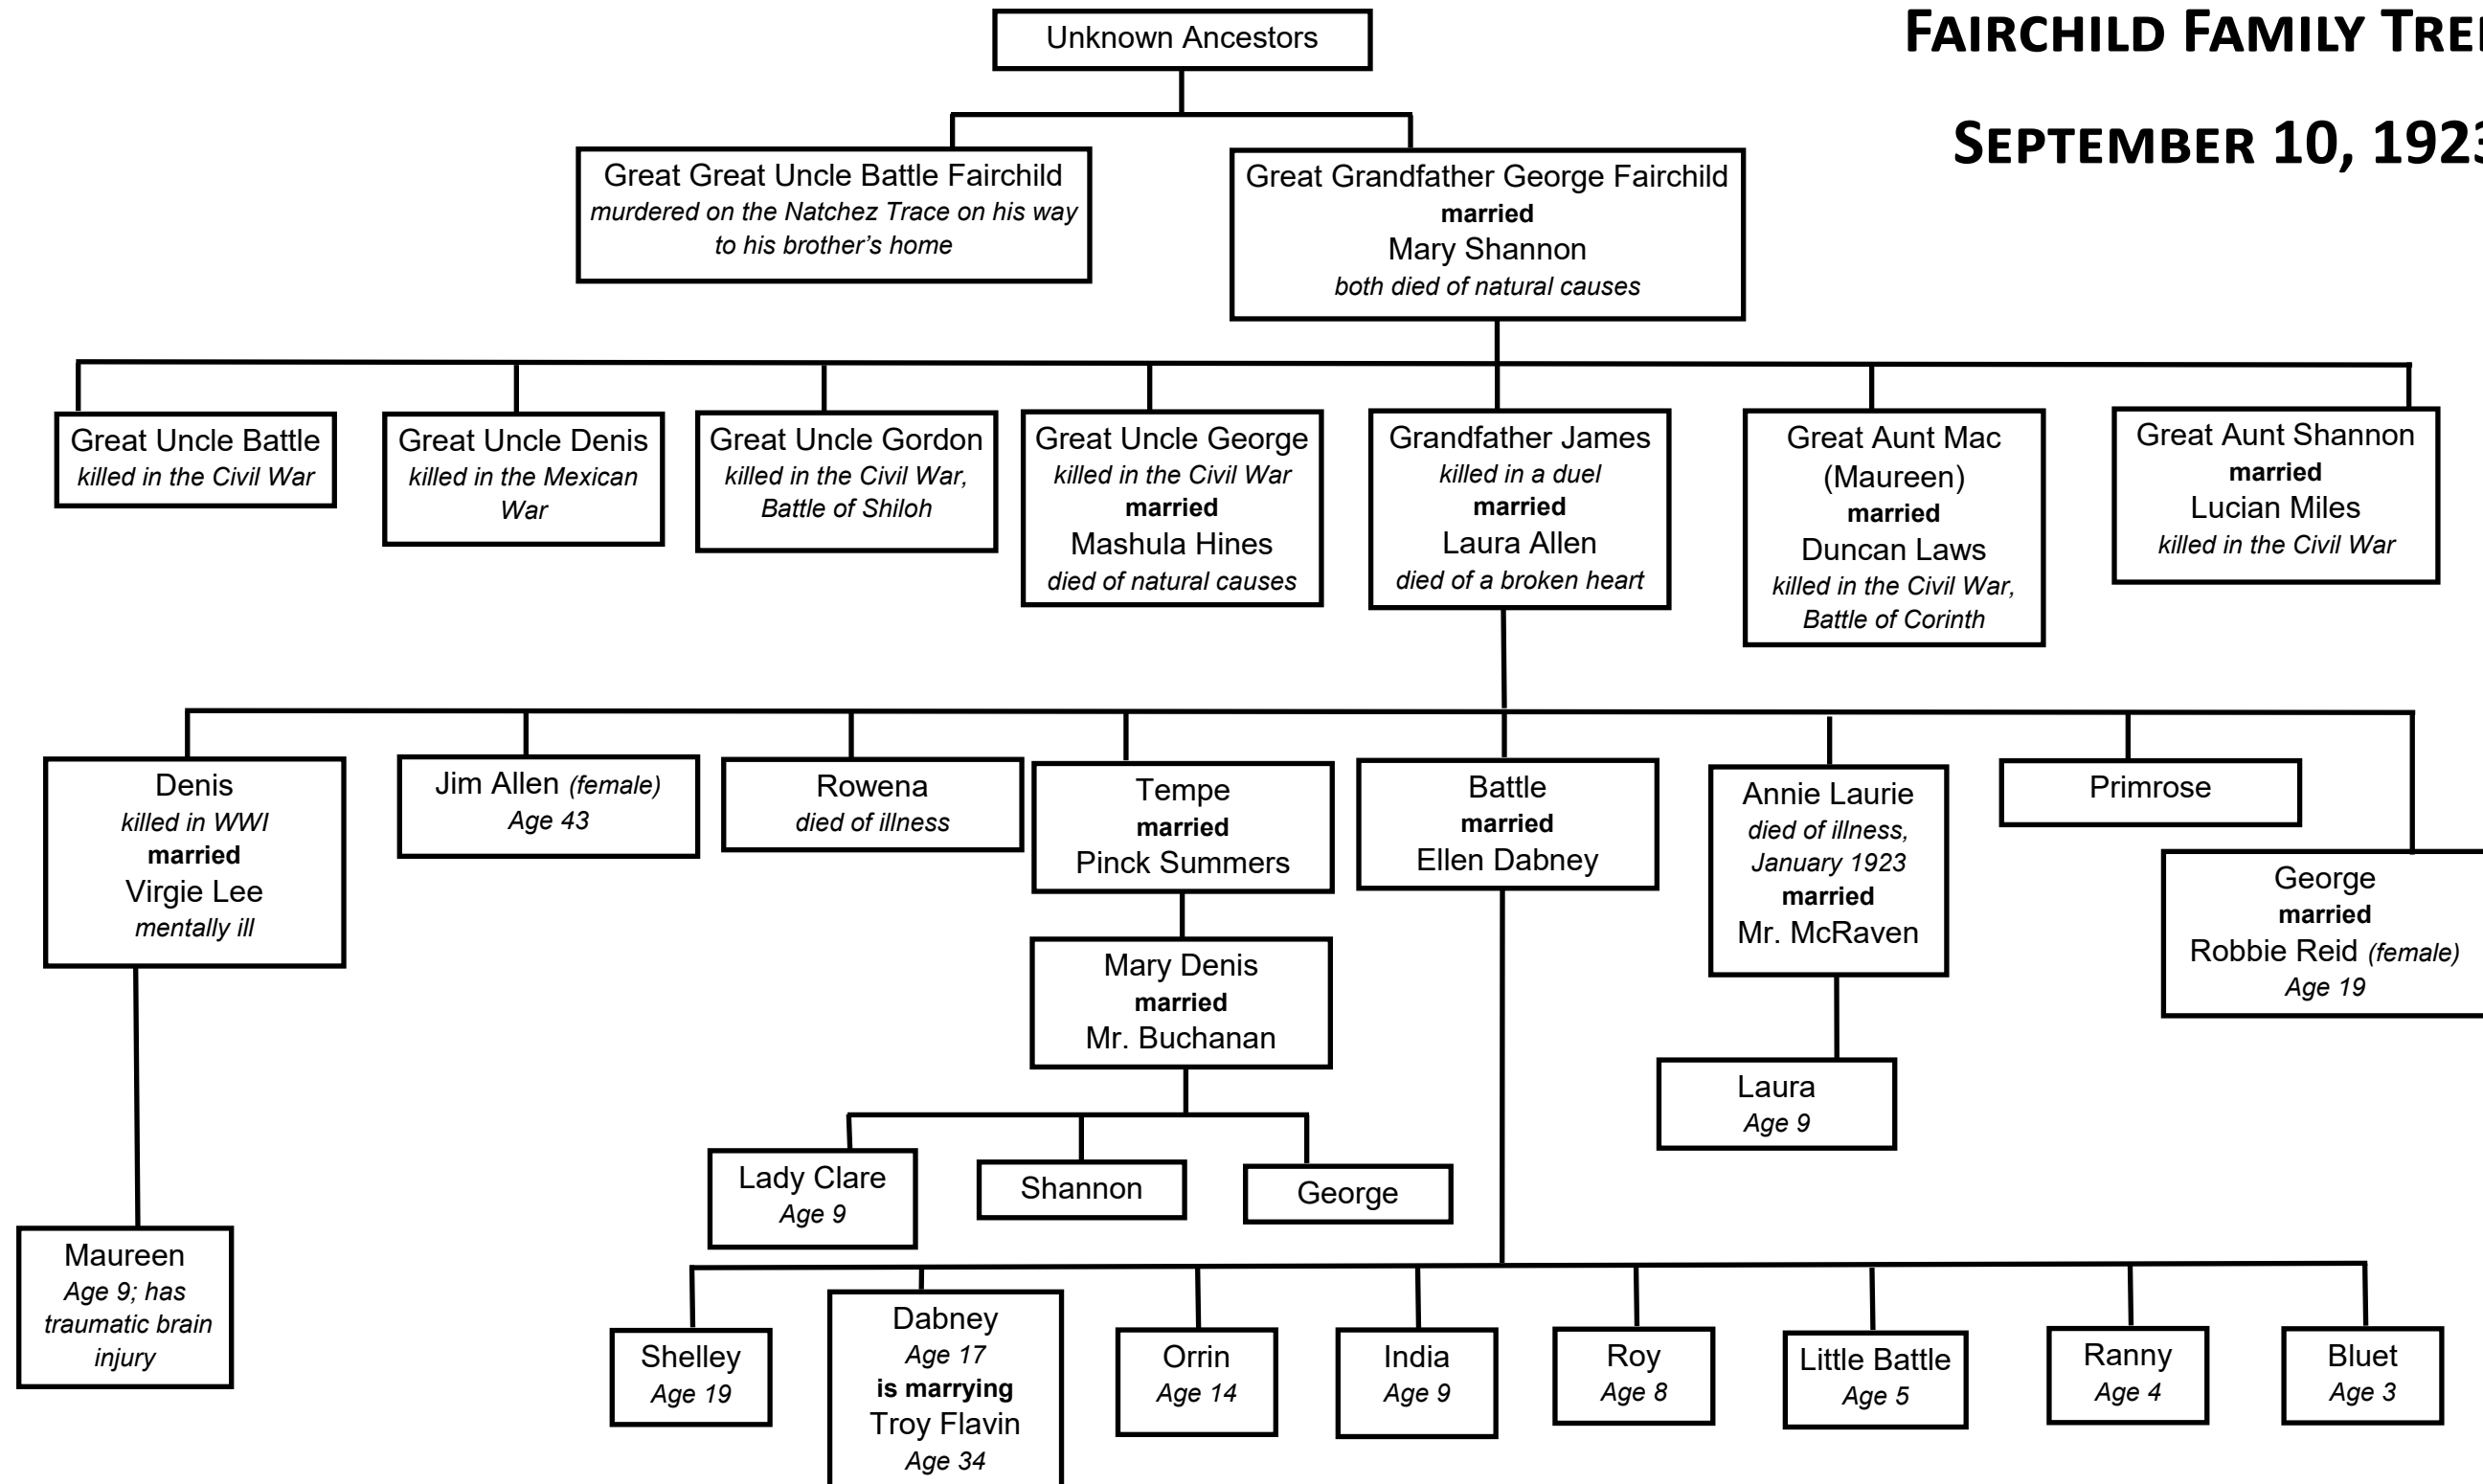 Unknown Ancestors
FAIRCHILD FAMILY TREE
SEPTEMBER 10, 1923
Great Great Uncle Battle Fairchild
murdered on the Natchez Trace on his way
to his brother’s home
Great Grandfather George Fairchild
married
Mary Shannon
both died of natural causes
Great Uncle Battle
killed in the Civil War
Great Uncle Denis
killed in the Mexican
War
Great Uncle Gordon
killed in the Civil War,
Battle of Shiloh
Great Uncle George
killed in the Civil War
married
Mashula Hines
died of natural causes
Grandfather James
killed in a duel
married
Laura Allen
died of a broken heart
Great Aunt Mac
(Maureen)
married
Duncan Laws
killed in the Civil War,
Battle of Corinth
Great Aunt Shannon
married
Lucian Miles
killed in the Civil War
Denis
killed in WWI
married
Virgie Lee
mentally ill
Jim Allen (female)
Age 43
Rowena
died of illness
Tempe
married
Pinck Summers
Battle
married
Ellen Dabney
Annie Laurie
died of illness,
January 1923
married
Mr. McRaven
Primrose
George
married
Robbie Reid (female)
Age 19
Mary Denis
married
Mr. Buchanan
Laura
Age 9
Lady Clare
Age 9
Shannon
George
Maureen
Age 9; has
traumatic brain
injury
Shelley
Age 19
Dabney
Age 17
is marrying
Troy Flavin
Age 34
Orrin
Age 14
India
Age 9
Roy
Age 8
Little Battle
Age 5
Ranny
Age 4
Bluet
Age 3